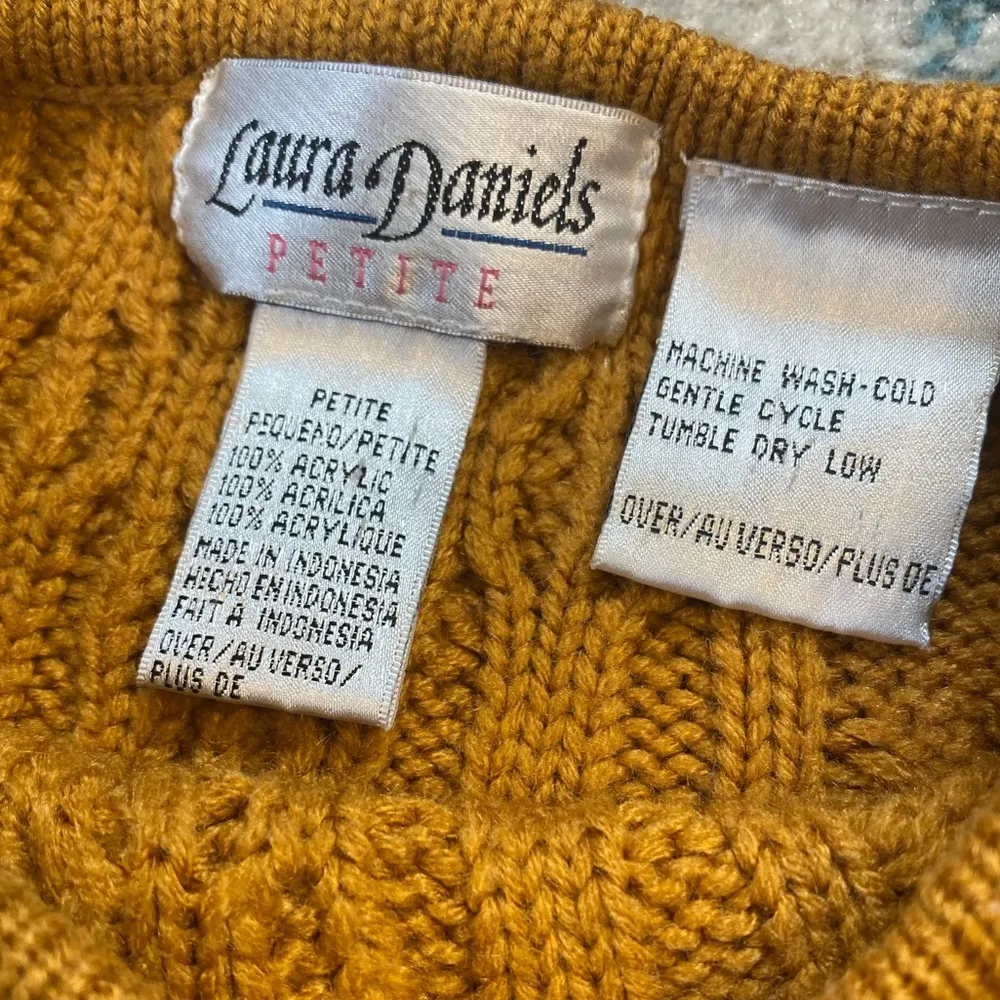 Laura Daniels
PETITE
PETITE
PEQUEÑO/PETITE
100% ACRYLIC
100% ACRILICA
100% ACRYLIQUE
MADE IN INDONESIA
HECHO EN INDONESIA
FAIT A INDONESIA
OVER/AU VERSO/
PLUS DE
MACHINE WASH-COLD
GENTLE CYCLE
TUMBLE DRY LOW
OVER/AU VERSO/PLUS DE